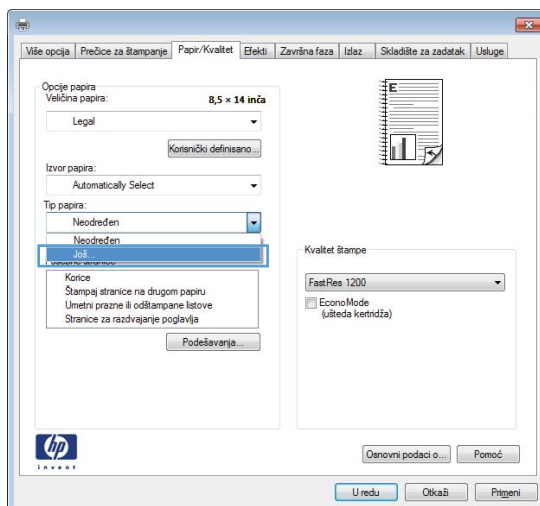 Više opcija Prečice za štampanje Papir/Kvalitet Efekti Završna faza Izlaz Skladište za zadatak Usluge
Opcije papira
Veličina papira: 8,5 × 14 inča
Legal
Korisnički definisano...
Izvor papira:
Automatically Select
Tip papira:
Neodređen
Neodređen
Još...
Posebne stranice
Korice
Štampaj stranice na drugom papiru
Umetni prazne ili odštampane listove
Stranice za razdvajanje poglavlja
Podešavanja...
E
Kvalitet štampe
FastRes 1200
EconoMode
(ušteda kertridža)
hp
invent
Osnovni podaci o... Pomoć
U redu Otkaži Primeni